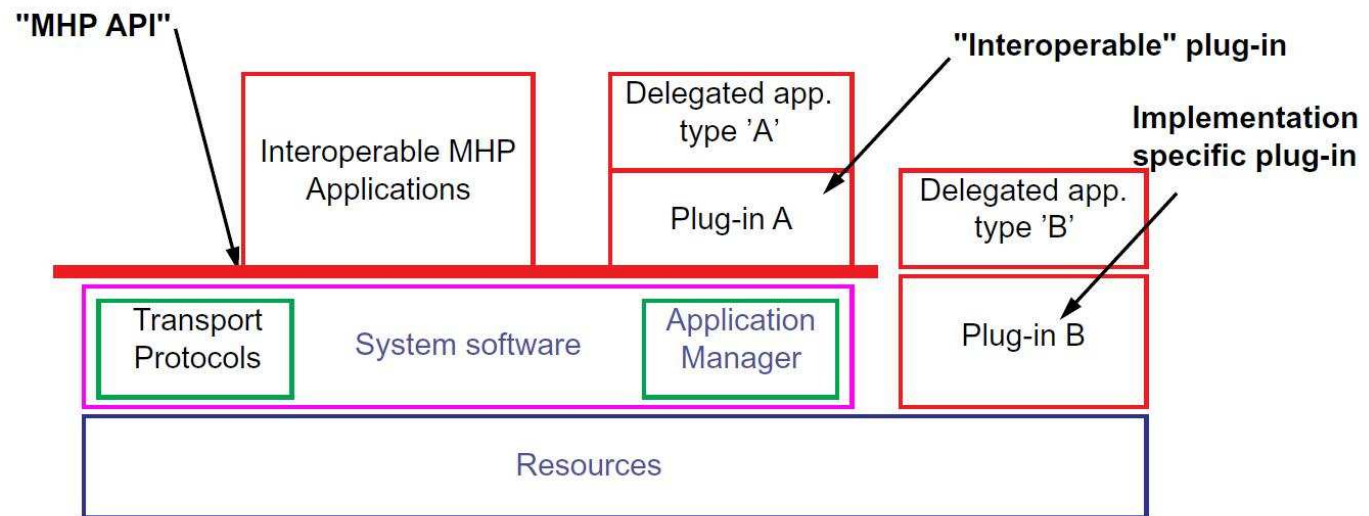 "MHP API"
"Interoperable" plug-in
Delegated app.
type ’A’
Implementation
specific plug-in
Interoperable MHP
Applications
Plug-in A
Delegated app.
type ’B’
Transport
Protocols
System software
Application
Manager
Plug-in B
Resources